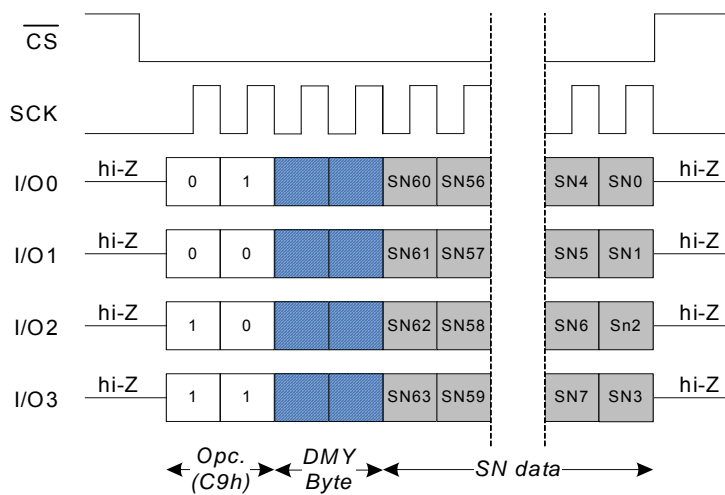 CS
SCK
I/O0 hi-Z 0 1 SN60 SN56 SN4 SN0 hi-Z
I/O1 hi-Z 0 0 SN61 SN57 SN5 SN1 hi-Z
I/O2 hi-Z 1 0 SN62 SN58 SN6 Sn2 hi-Z
I/O3 hi-Z 1 1 SN63 SN59 SN7 SN3 hi-Z
Opc. DMY SN data
(C9h) Byte